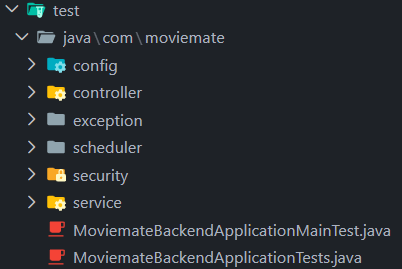 test
java\com\moviemate
config
controller
exception
scheduler
security
service
MoviemateBackendApplicationMainTest.java
MoviemateBackendApplicationTests.java